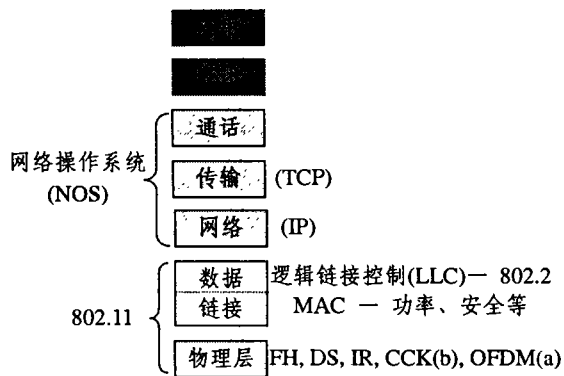 通话
网络操作系统
(NOS)
传输 (TCP)
网络 (IP)
数据 逻辑链接控制(LLC)— 802.2
链接 MAC — 功率、安全等
802.11
物理层 FH, DS, IR, CCK(b), OFDM(a)